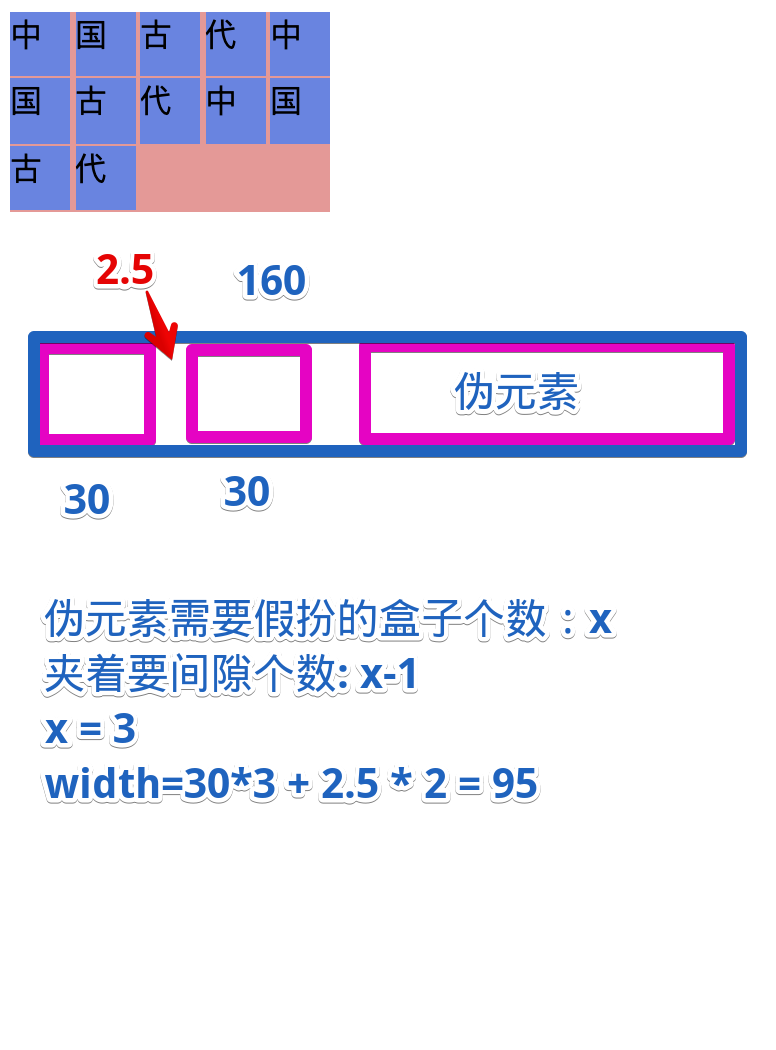 中国古代中
国古代中国
古代
2.5
160
伪元素
30
30
伪元素需要假扮的盒子个数：x
夹着要间隙个数: x-1
x = 3
width=30*3 + 2.5 * 2 = 95